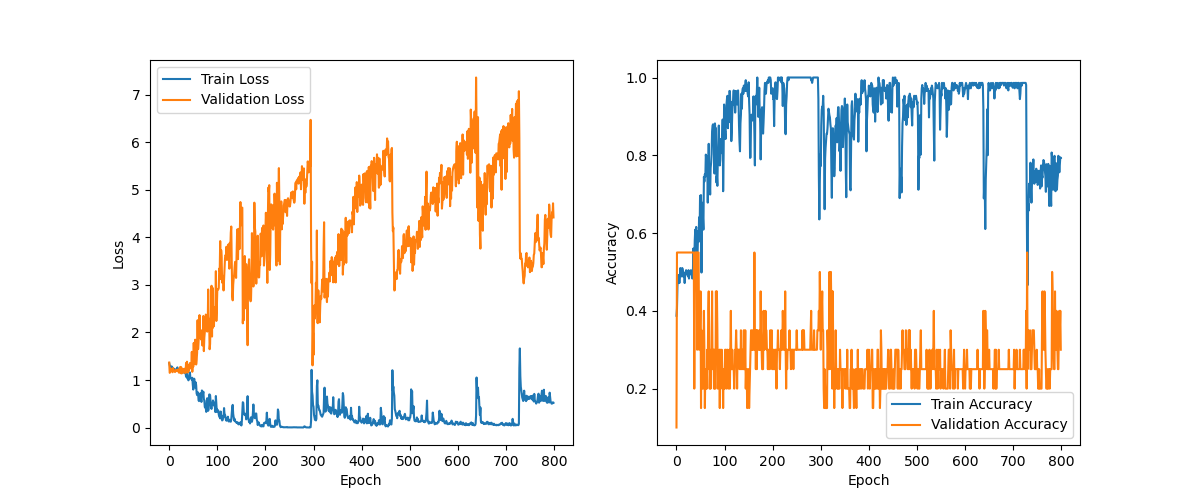 Train Loss
Validation Loss
7
6
5
4
3
2
1
0
Loss
0 100 200 300 400 500 600 700 800
Epoch
1.0
0.8
0.6
0.4
0.2
Accuracy
Train Accuracy
Validation Accuracy
0 100 200 300 400 500 600 700 800
Epoch